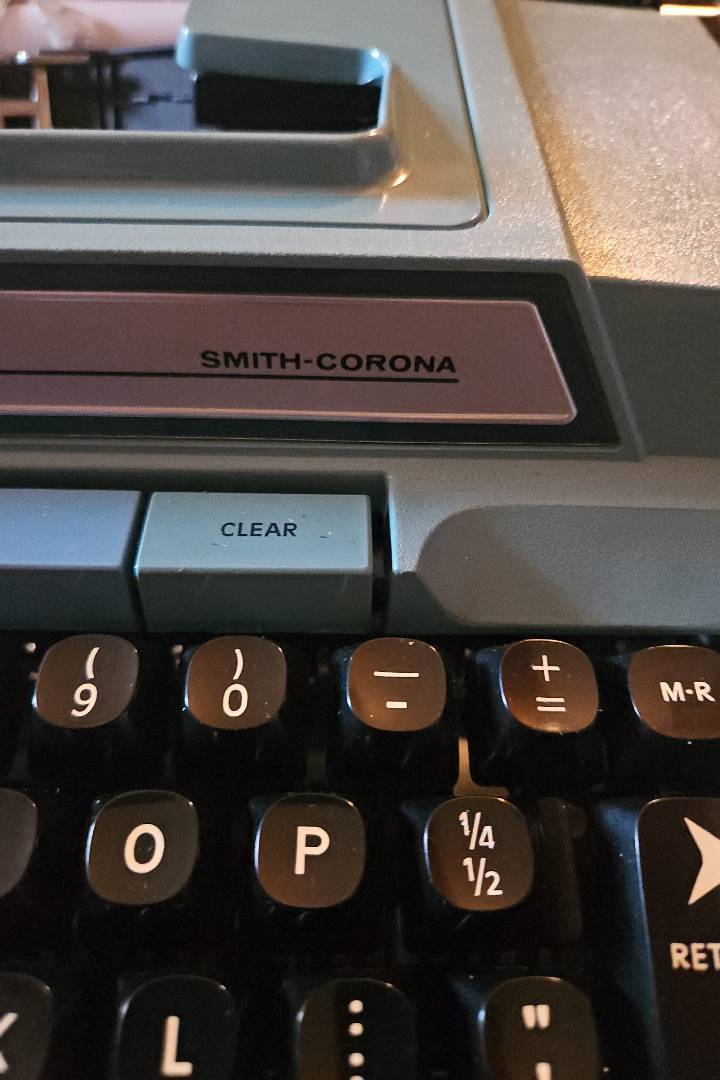 SMITH-CORONA
CLEAR
( ) — + M-R
9 0 - =
O P 1/4
1/2
RET
L : "